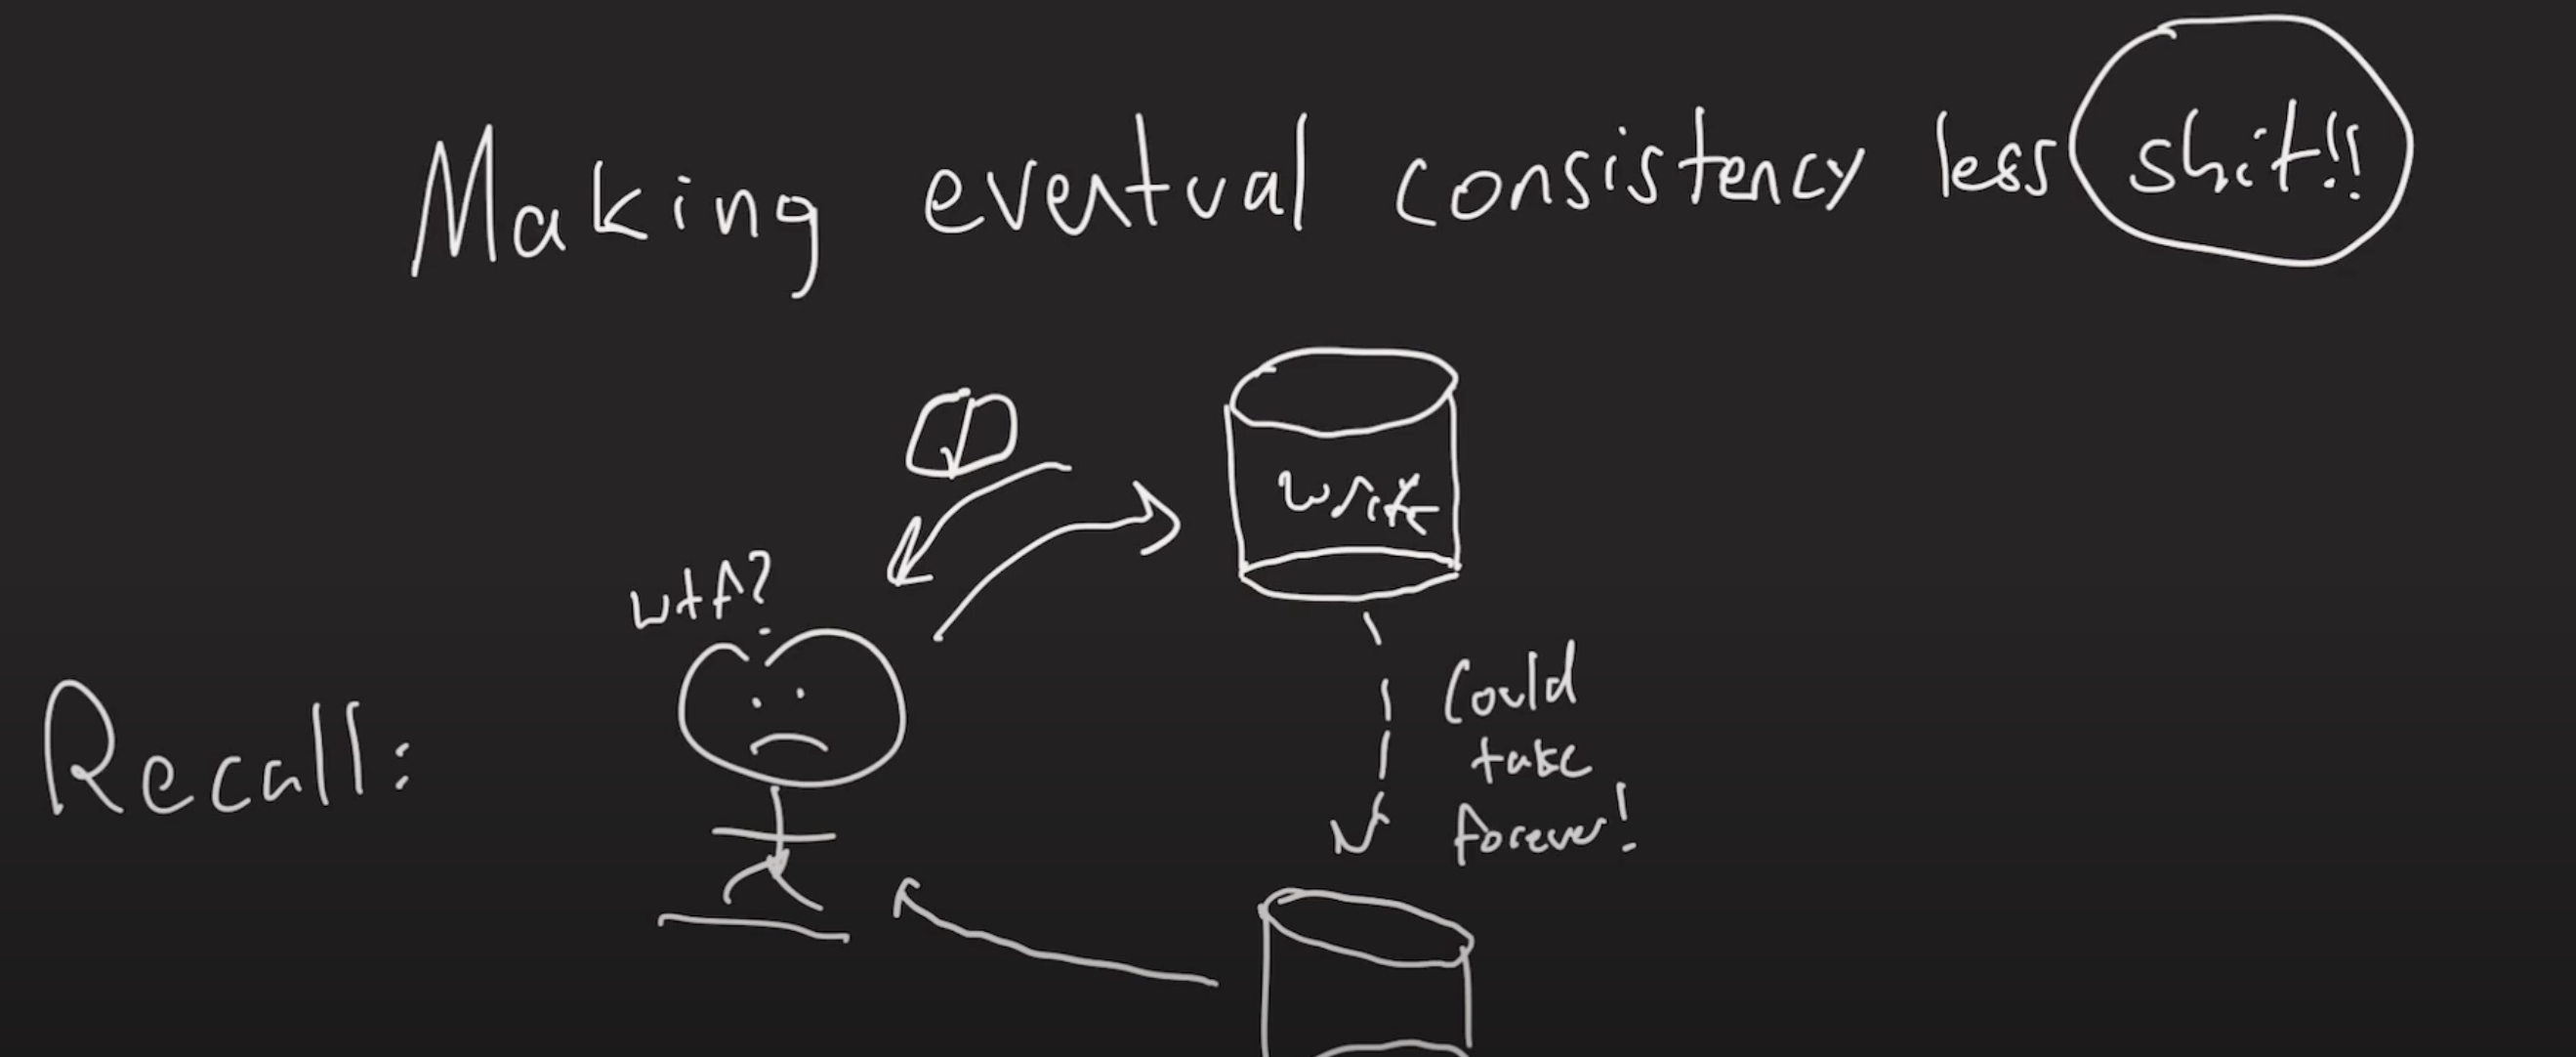 Making eventual consistency less shit!!
write
wtf?
Could
take
forever!
Recall: